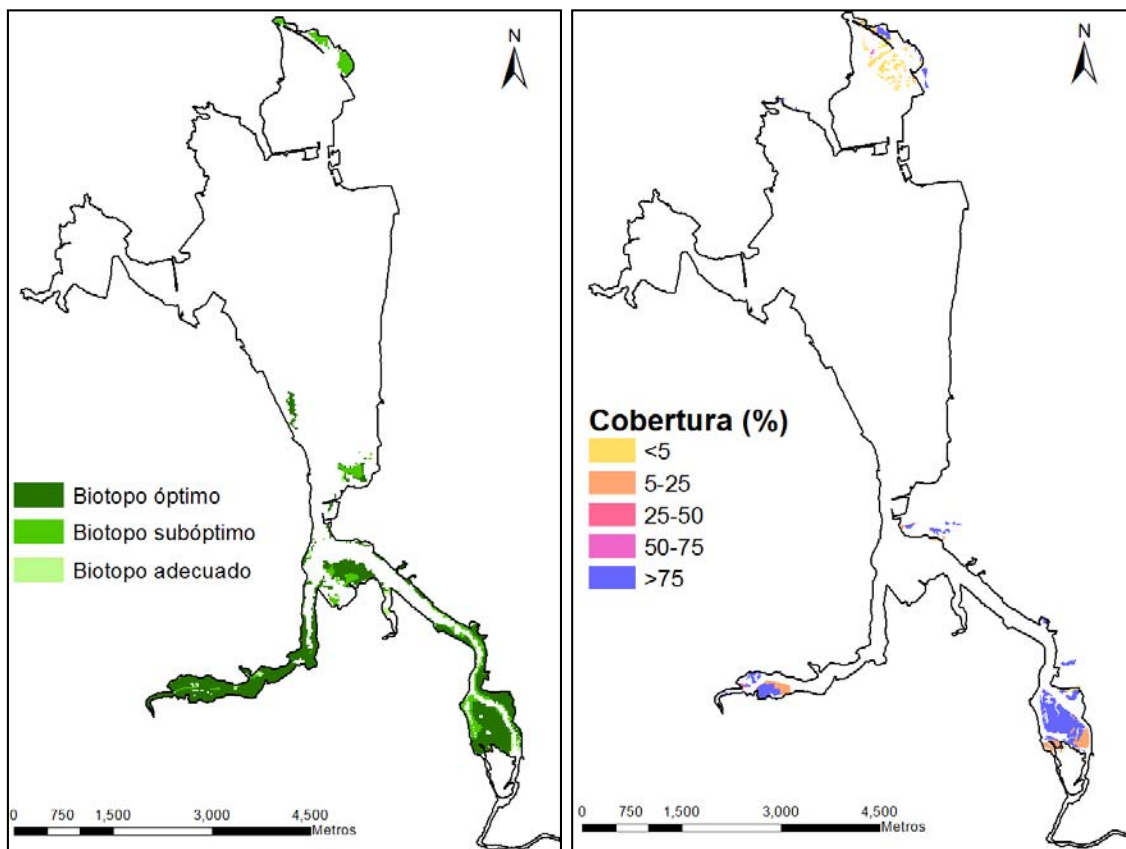 N
Biotopo óptimo
Biotopo subóptimo
Biotopo adecuado
0 750 1,500 3,000 4,500
Metros
N
Cobertura (%)
<5
5-25
25-50
50-75
>75
0 750 1,500 3,000 4,500
Metros